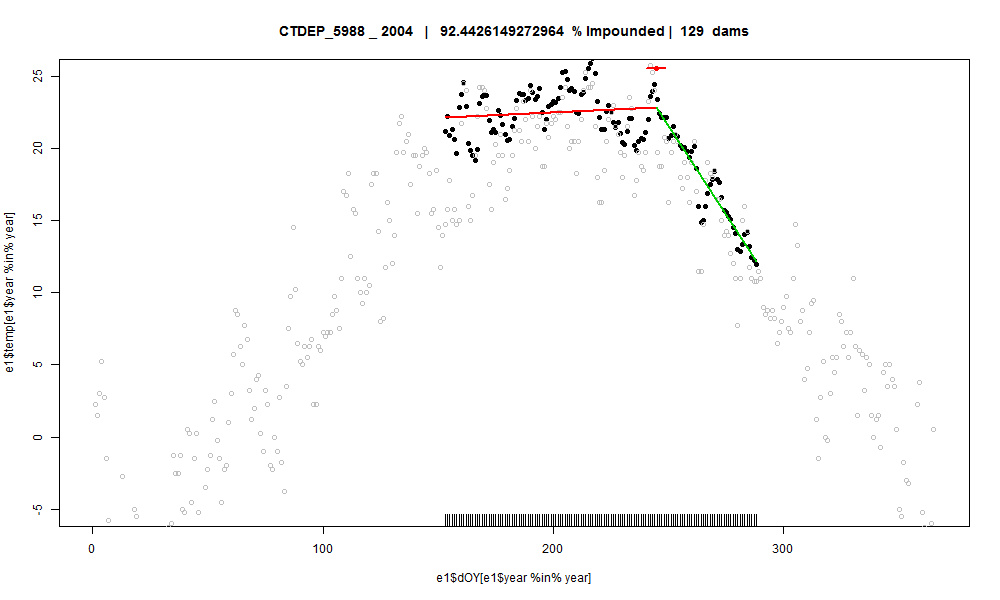 CTDEP_5988 _ 2004 | 92.4426149272964 % Impounded | 129 dams
e1$temp[e1$year %in% year]
25
20
15
10
5
0
-5
0 100 200 300
e1$dOY[e1$year %in% year]